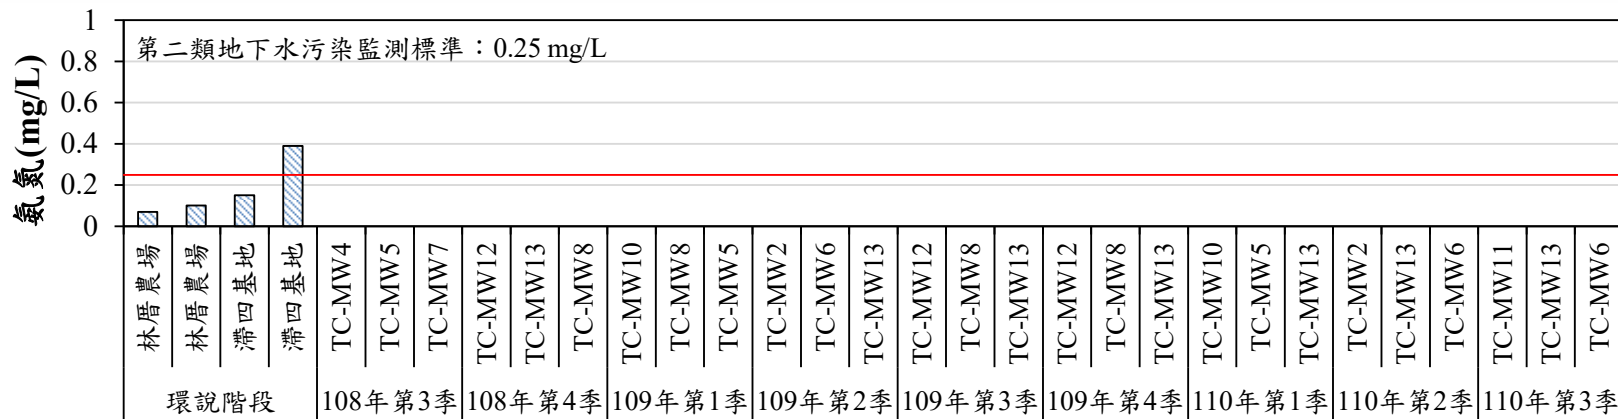 氨氮(mg/L)
第二類地下水污染監測標準：0.25 mg/L
1
0.8
0.6
0.4
0.2
0
林厝農場
林厝農場
滯四基地
滯四基地
TC-MW4
TC-MW5
TC-MW7
TC-MW12
TC-MW13
TC-MW8
TC-MW10
TC-MW8
TC-MW5
TC-MW2
TC-MW6
TC-MW13
TC-MW12
TC-MW8
TC-MW13
TC-MW12
TC-MW8
TC-MW13
TC-MW10
TC-MW5
TC-MW13
TC-MW2
TC-MW13
TC-MW6
TC-MW11
TC-MW13
TC-MW6
環說階段
108年第3季
108年第4季
109年第1季
109年第2季
109年第3季
109年第4季
110年第1季
110年第2季
110年第3季